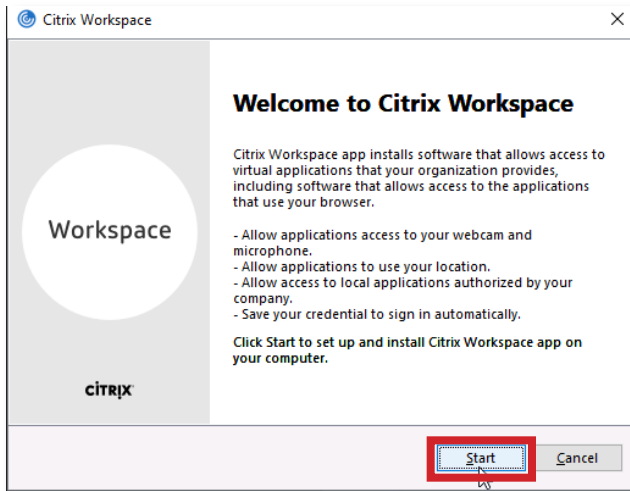 Citrix Workspace
Welcome to Citrix Workspace
Citrix Workspace app installs software that allows access to
virtual applications that your organization provides,
including software that allows access to the applications
that use your browser.
- Allow applications access to your webcam and
microphone.
- Allow applications to use your location.
- Allow access to local applications authorized by your
company.
- Save your credential to sign in automatically.
Click Start to set up and install Citrix Workspace app on
your computer.
Workspace
CİTRIX
Start
Cancel